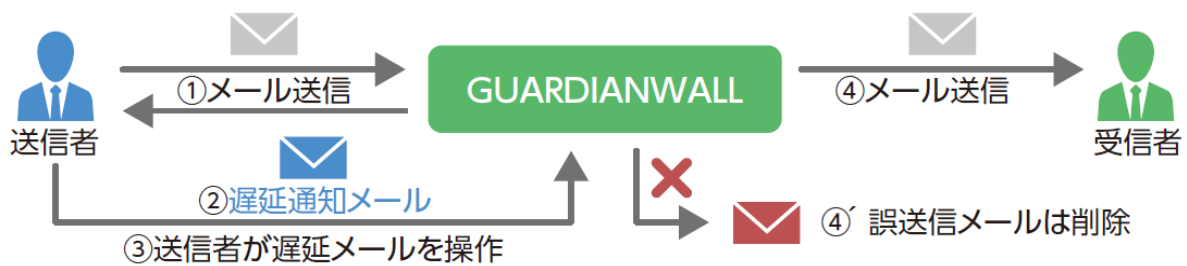 ①メール送信
GUARDIANWALL
④メール送信
送信者
受信者
②遅延通知メール
③送信者が遅延メールを操作
④´ 誤送信メールは削除